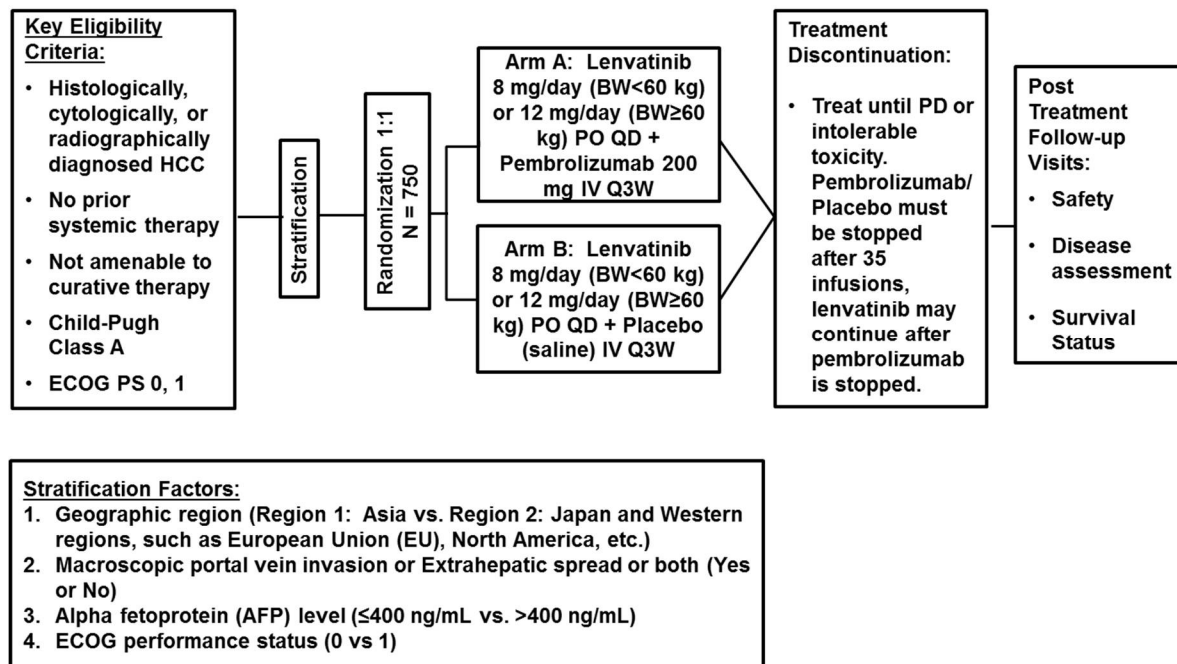 Key Eligibility
Criteria:
• Histologically,
cytologically, or
radiographically
diagnosed HCC
• No prior
systemic therapy
• Not amenable to
curative therapy
• Child-Pugh
Class A
• ECOG PS 0, 1
Stratification
Randomization 1:1
N = 750
Arm A: Lenvatinib
8 mg/day (BW<60 kg)
or 12 mg/day (BW≥60
kg) PO QD +
Pembrolizumab 200
mg IV Q3W
Arm B: Lenvatinib
8 mg/day (BW<60 kg)
or 12 mg/day (BW≥60
kg) PO QD + Placebo
(saline) IV Q3W
Treatment
Discontinuation:
• Treat until PD or
intolerable
toxicity.
Pembrolizumab/
Placebo must
be stopped
after 35
infusions,
lenvatinib may
continue after
pembrolizumab
is stopped.
Post
Treatment
Follow-up
Visits:
• Safety
• Disease
assessment
• Survival
Status
Stratification Factors:
1. Geographic region (Region 1: Asia vs. Region 2: Japan and Western
regions, such as European Union (EU), North America, etc.)
2. Macroscopic portal vein invasion or Extrahepatic spread or both (Yes
or No)
3. Alpha fetoprotein (AFP) level (≤400 ng/mL vs. >400 ng/mL)
4. ECOG performance status (0 vs 1)